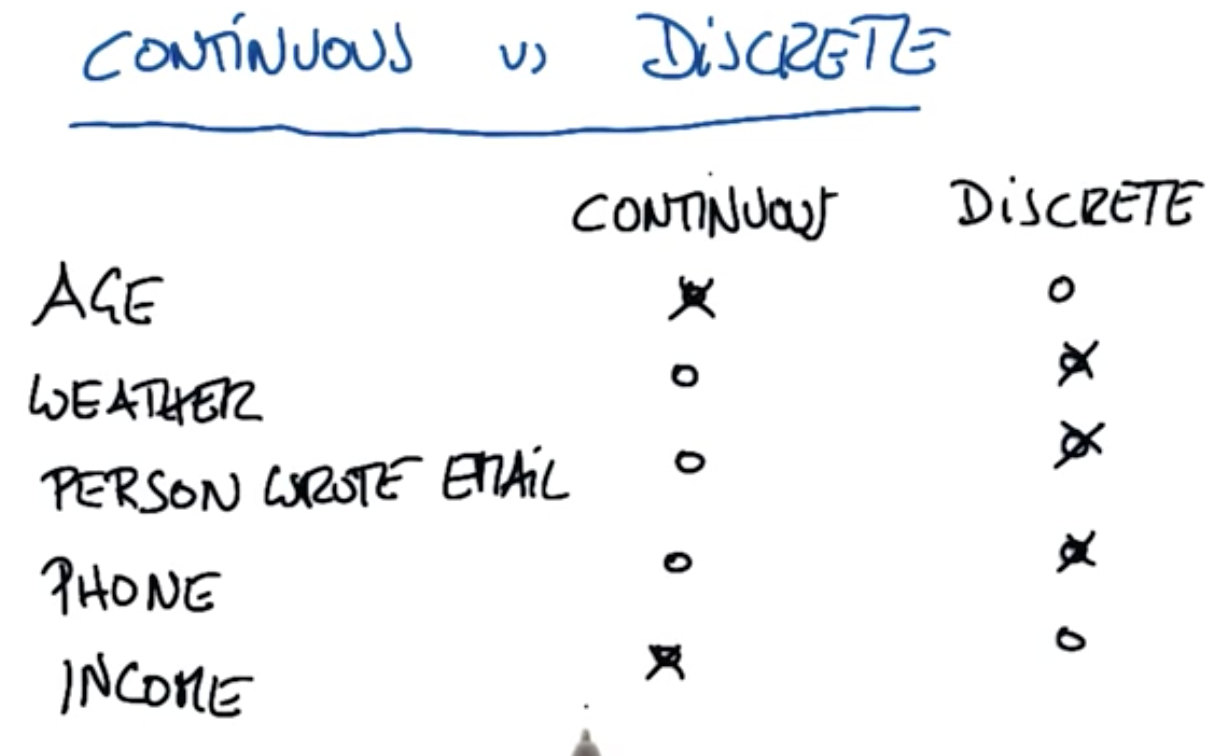 CONTINUOUS vs DISCRETE
CONTINUOUS DISCRETE
AGE
WEATHER
PERSON WROTE EMAIL
PHONE
INCOME